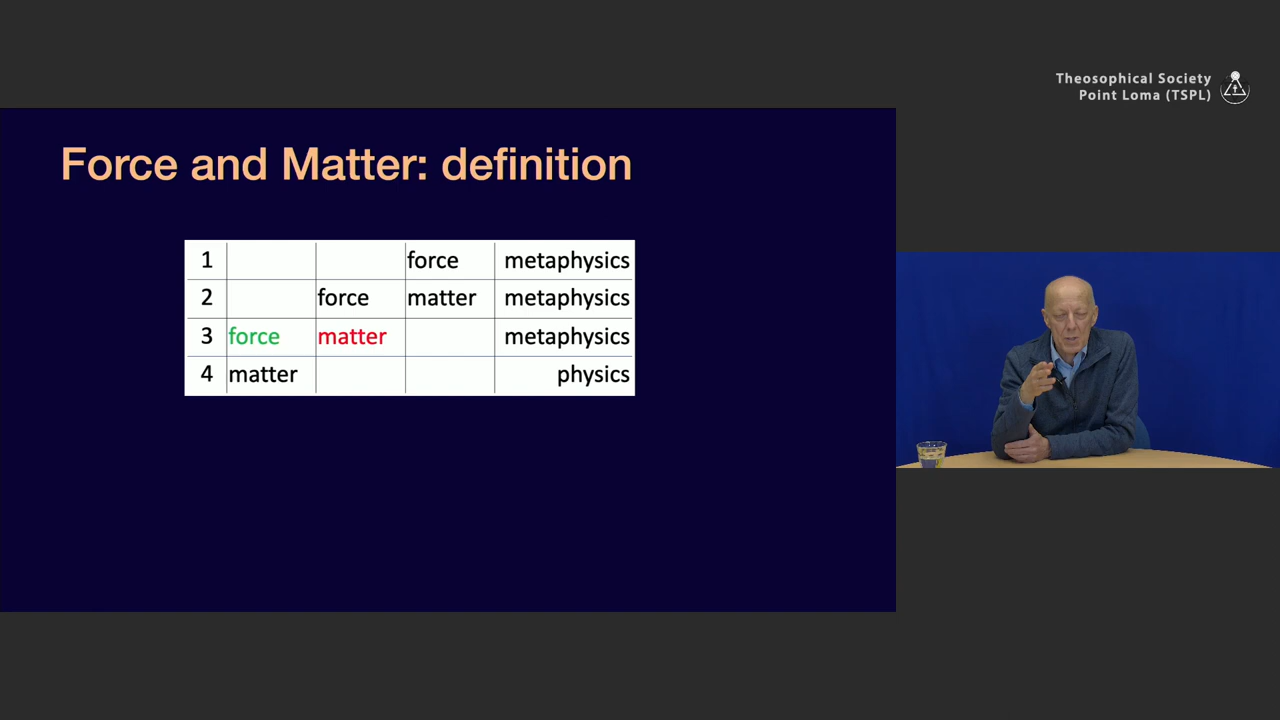 Theosophical Society
Point Loma (TSPL)
Force and Matter: definition
1 force metaphysics
2 force matter metaphysics
3 force matter metaphysics
4 matter physics